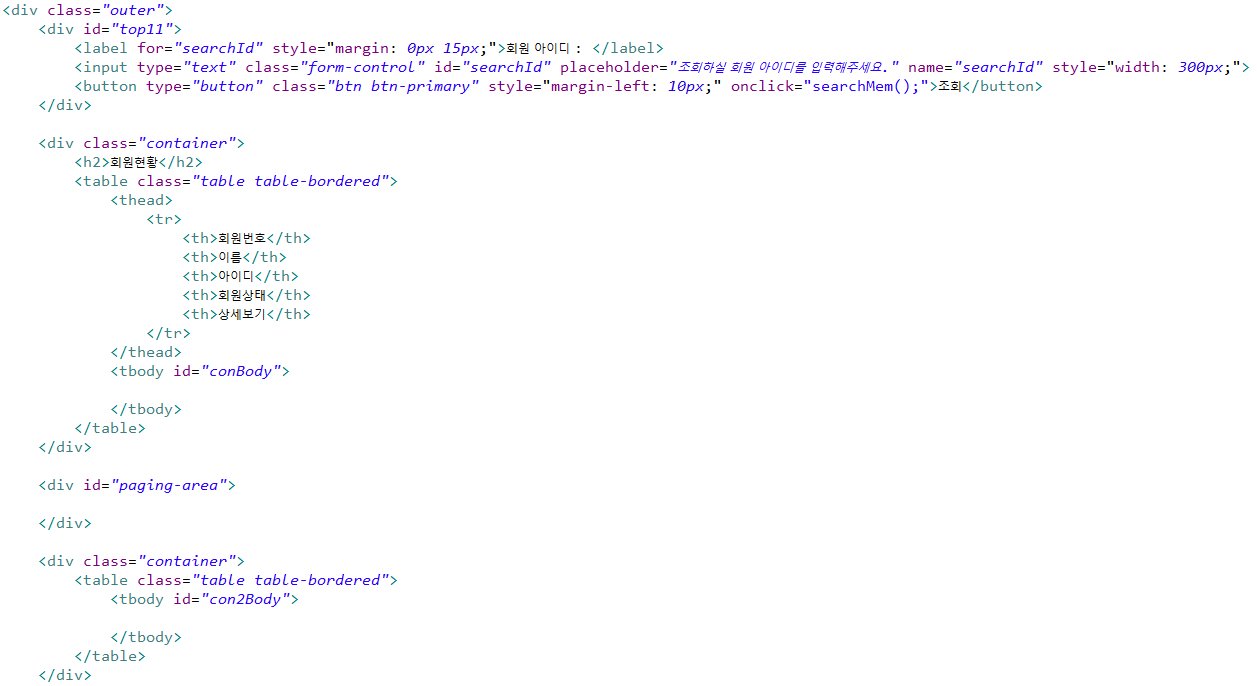 <div class="outer">
<div id="top11">
<label for="searchId" style="margin: 0px 15px;">회원 아이디 : </label>
<input type="text" class="form-control" id="searchId" placeholder="조회하실 회원 아이디를 입력해주세요." name="searchId" style="width: 300px;">
<button type="button" class="btn btn-primary" style="margin-left: 10px;" onclick="searchMem();">조회</button>
</div>
<div class="container">
<h2>회원현황</h2>
<table class="table table-bordered">
<thead>
<tr>
<th>회원번호</th>
<th>이름</th>
<th>아이디</th>
<th>회원상태</th>
<th>상세보기</th>
</tr>
</thead>
<tbody id="conBody">
</tbody>
</table>
</div>
<div id="paging-area">
</div>
<div class="container">
<table class="table table-bordered">
<tbody id="con2Body">
</tbody>
</table>
</div>